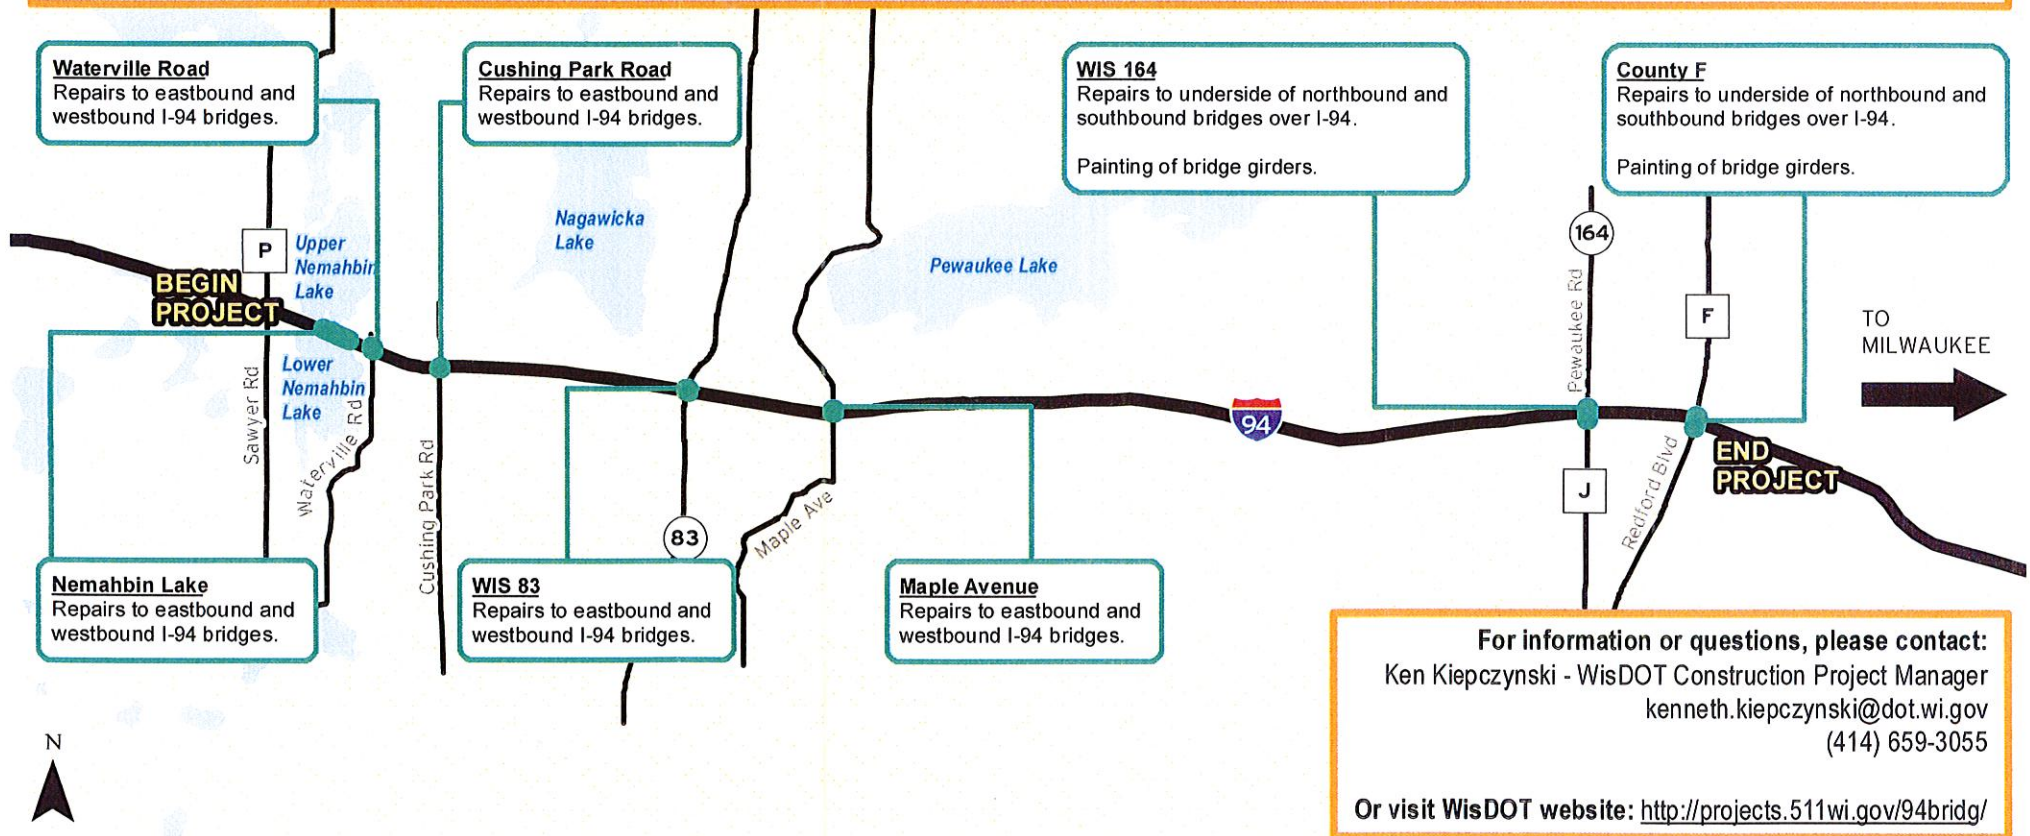 Waterville Road
Repairs to eastbound and
westbound I-94 bridges.
Cushing Park Road
Repairs to eastbound and
westbound I-94 bridges.
WIS 164
Repairs to underside of northbound and
southbound bridges over I-94.
Painting of bridge girders.
County F
Repairs to underside of northbound and
southbound bridges over I-94.
Painting of bridge girders.
P
Upper
Nemahbin
Lake
Nagawicka
Lake
Pewaukee Lake
164
Pewaukee Rd
F
BEGIN
PROJECT
TO
MILWAUKEE
Lower
Nemahbin
Lake
Sawyer Rd
Waterville Rd
Cushing Park Rd
83
Maple Ave
94
J
Redford Blvd
END
PROJECT
Nemahbin Lake
Repairs to eastbound and
westbound I-94 bridges.
WIS 83
Repairs to eastbound and
westbound I-94 bridges.
Maple Avenue
Repairs to eastbound and
westbound I-94 bridges.
N
For information or questions, please contact:
Ken Kiepczynski - WisDOT Construction Project Manager
kenneth.kiepczynski@dot.wi.gov
(414) 659-3055
Or visit WisDOT website: http://projects.511wi.gov/94bridg/